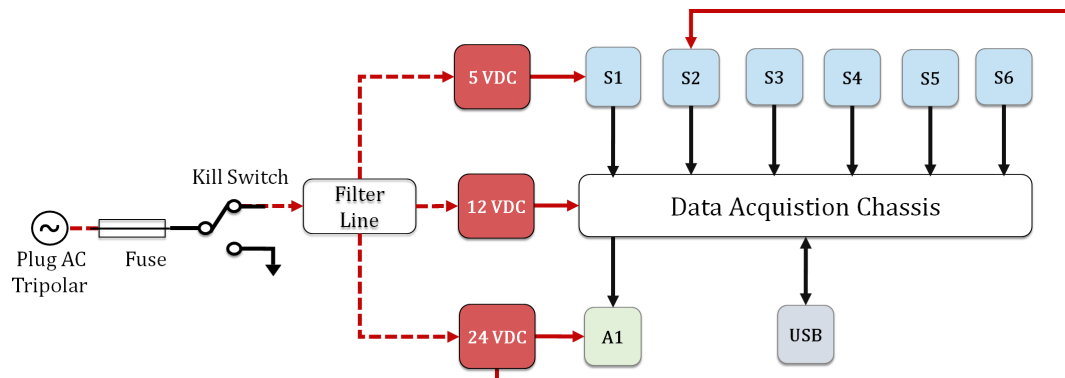 5 VDC
S1
S2
S3
S4
S5
S6
Kill Switch
Filter
Line
12 VDC
Data Acquistion Chassis
Plug AC
Tripolar
Fuse
24 VDC
A1
USB